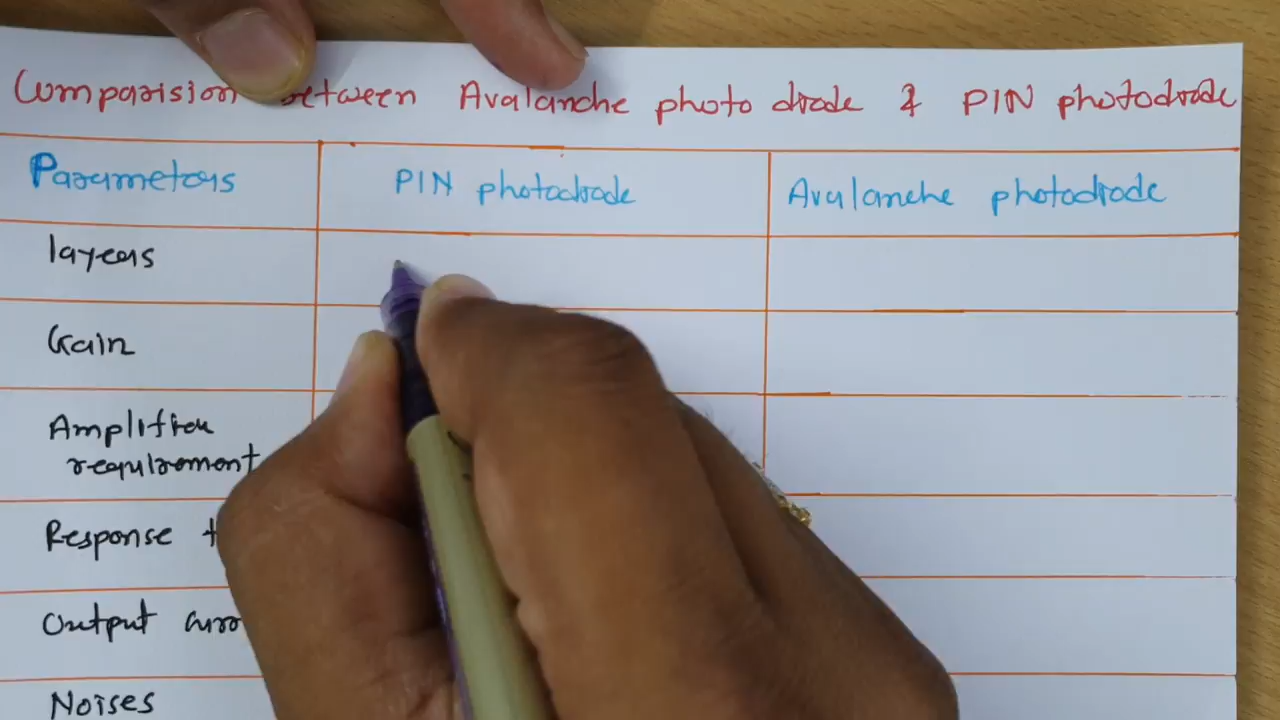 Comparision between Avalanche photo diode & PIN photodiode
Parameters PIN photodiode Avalanche photodiode
layers
Gain
Amplifier
requirement
Response
Output
Noises